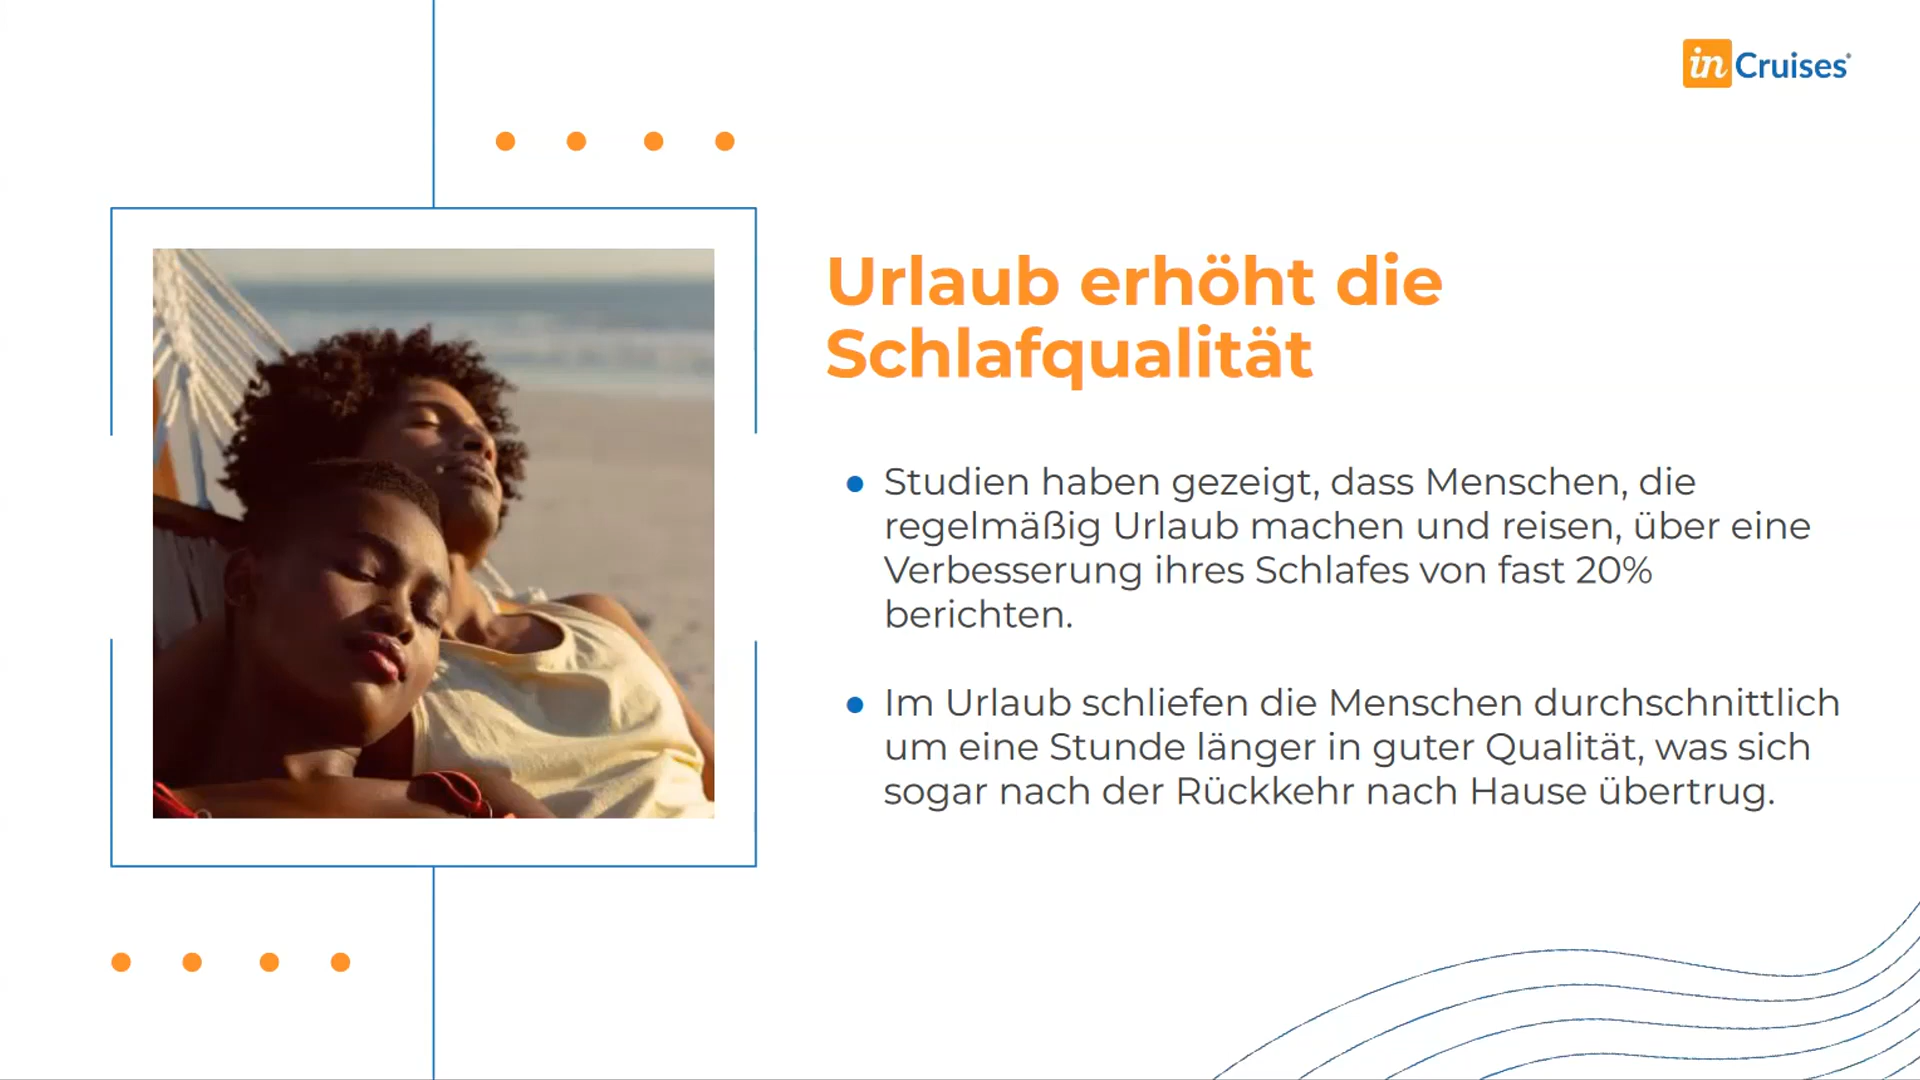 in Cruises
Urlaub erhöht die
Schlafqualität
Studien haben gezeigt, dass Menschen, die
regelmäßig Urlaub machen und reisen, über eine
Verbesserung ihres Schlafes von fast 20%
berichten.
Im Urlaub schliefen die Menschen durchschnittlich
um eine Stunde länger in guter Qualität, was sich
sogar nach der Rückkehr nach Hause übertrug.